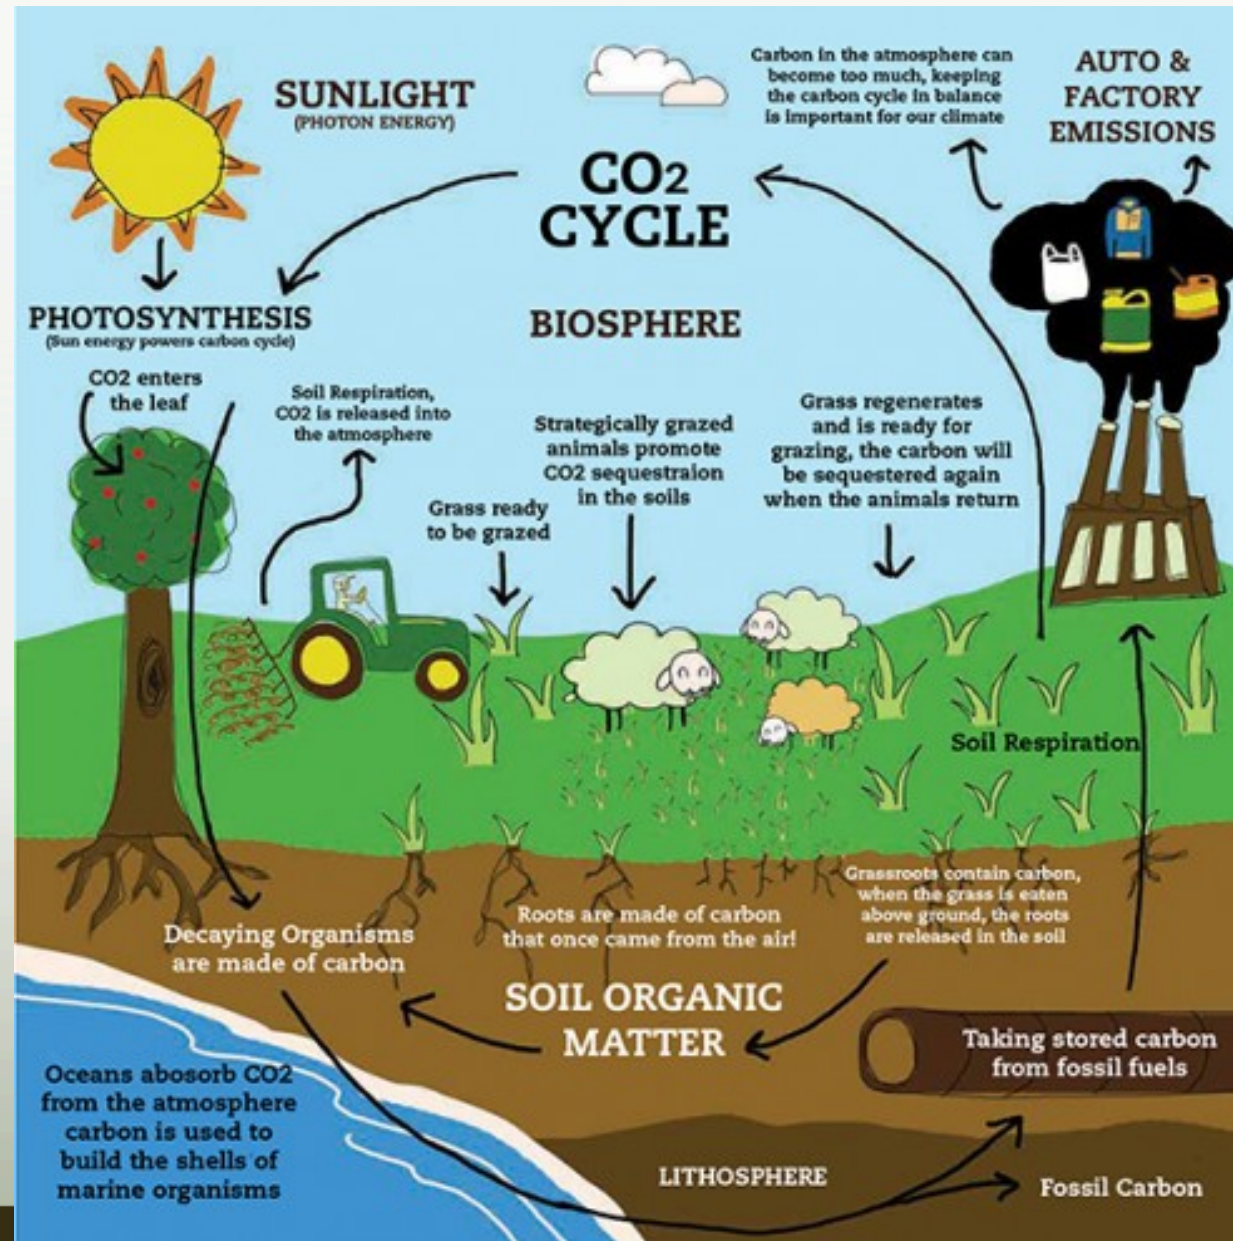 SUNLIGHT
(PHOTON ENERGY)
Carbon in the atmosphere can
become too much, keeping
the carbon cycle in balance
is important for our climate
AUTO &
FACTORY
EMISSIONS
CO2
CYCLE
PHOTOSYNTHESIS
(Sun energy powers carbon cycle)
BIOSPHERE
CO2 enters
the leaf
Soil Respiration,
CO2 is released into
the atmosphere
Grass ready
to be grazed
Strategically grazed
animals promote
CO2 sequestraion
in the soils
Grass regenerates
and is ready for
grazing, the carbon will
be sequestered again
when the animals return
Soil Respiration
Decaying Organisms
are made of carbon
Roots are made of carbon
that once came from the air!
Grassroots contain carbon,
when the grass is eaten
above ground, the roots
are released in the soil
SOIL ORGANIC
MATTER
Taking stored carbon
from fossil fuels
Oceans abosorb CO2
from the atmosphere
carbon is used to
build the shells of
marine organisms
LITHOSPHERE
Fossil Carbon